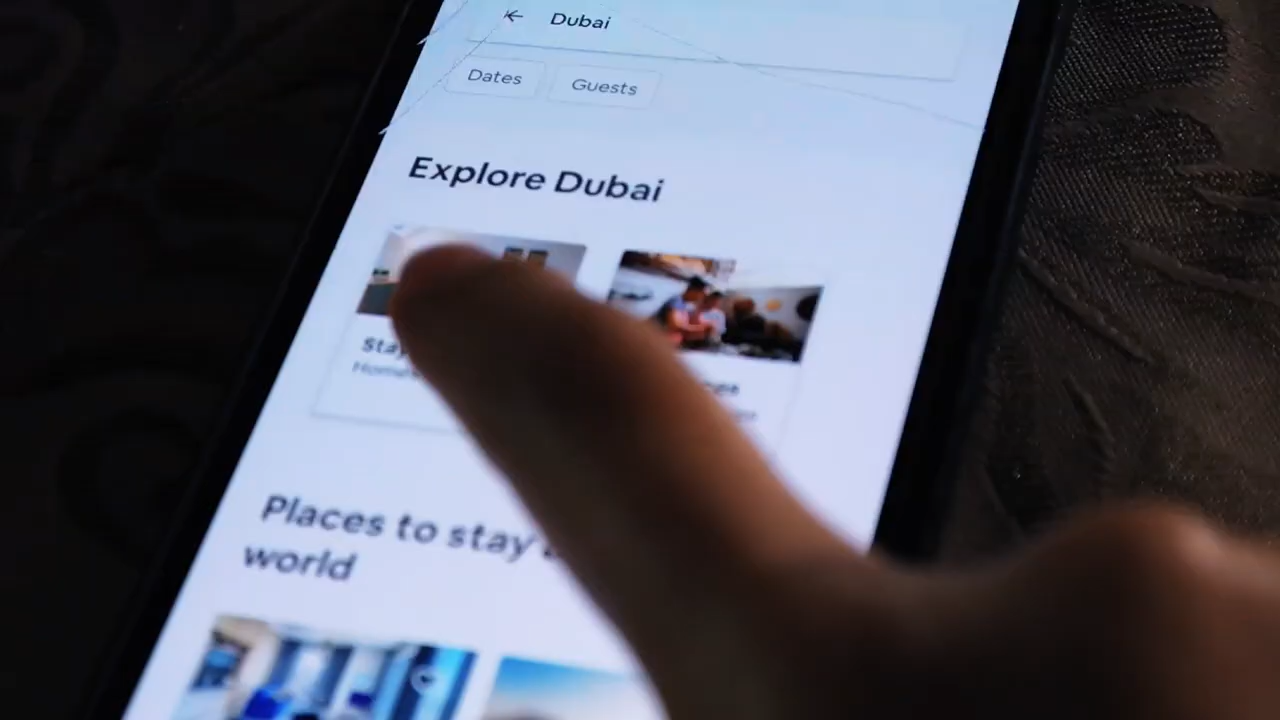 Dubai
Dates Guests
Explore Dubai
Places to stay
world